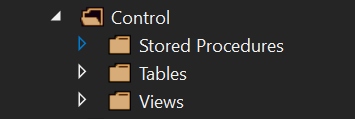 Control
Stored Procedures
Tables
Views